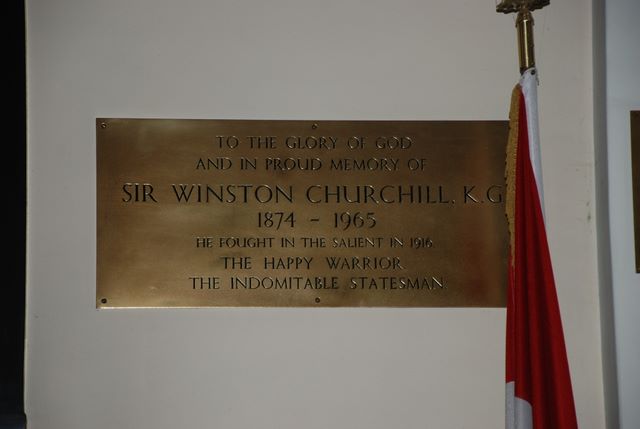 TO THE GLORY OF GOD
AND IN PROUD MEMORY OF
SIR WINSTON CHURCHILL, K.G
1874 - 1965
HE FOUGHT IN THE SALIENT IN 1916.
THE HAPPY WARRIOR.
THE INDOMITABLE STATESMAN.